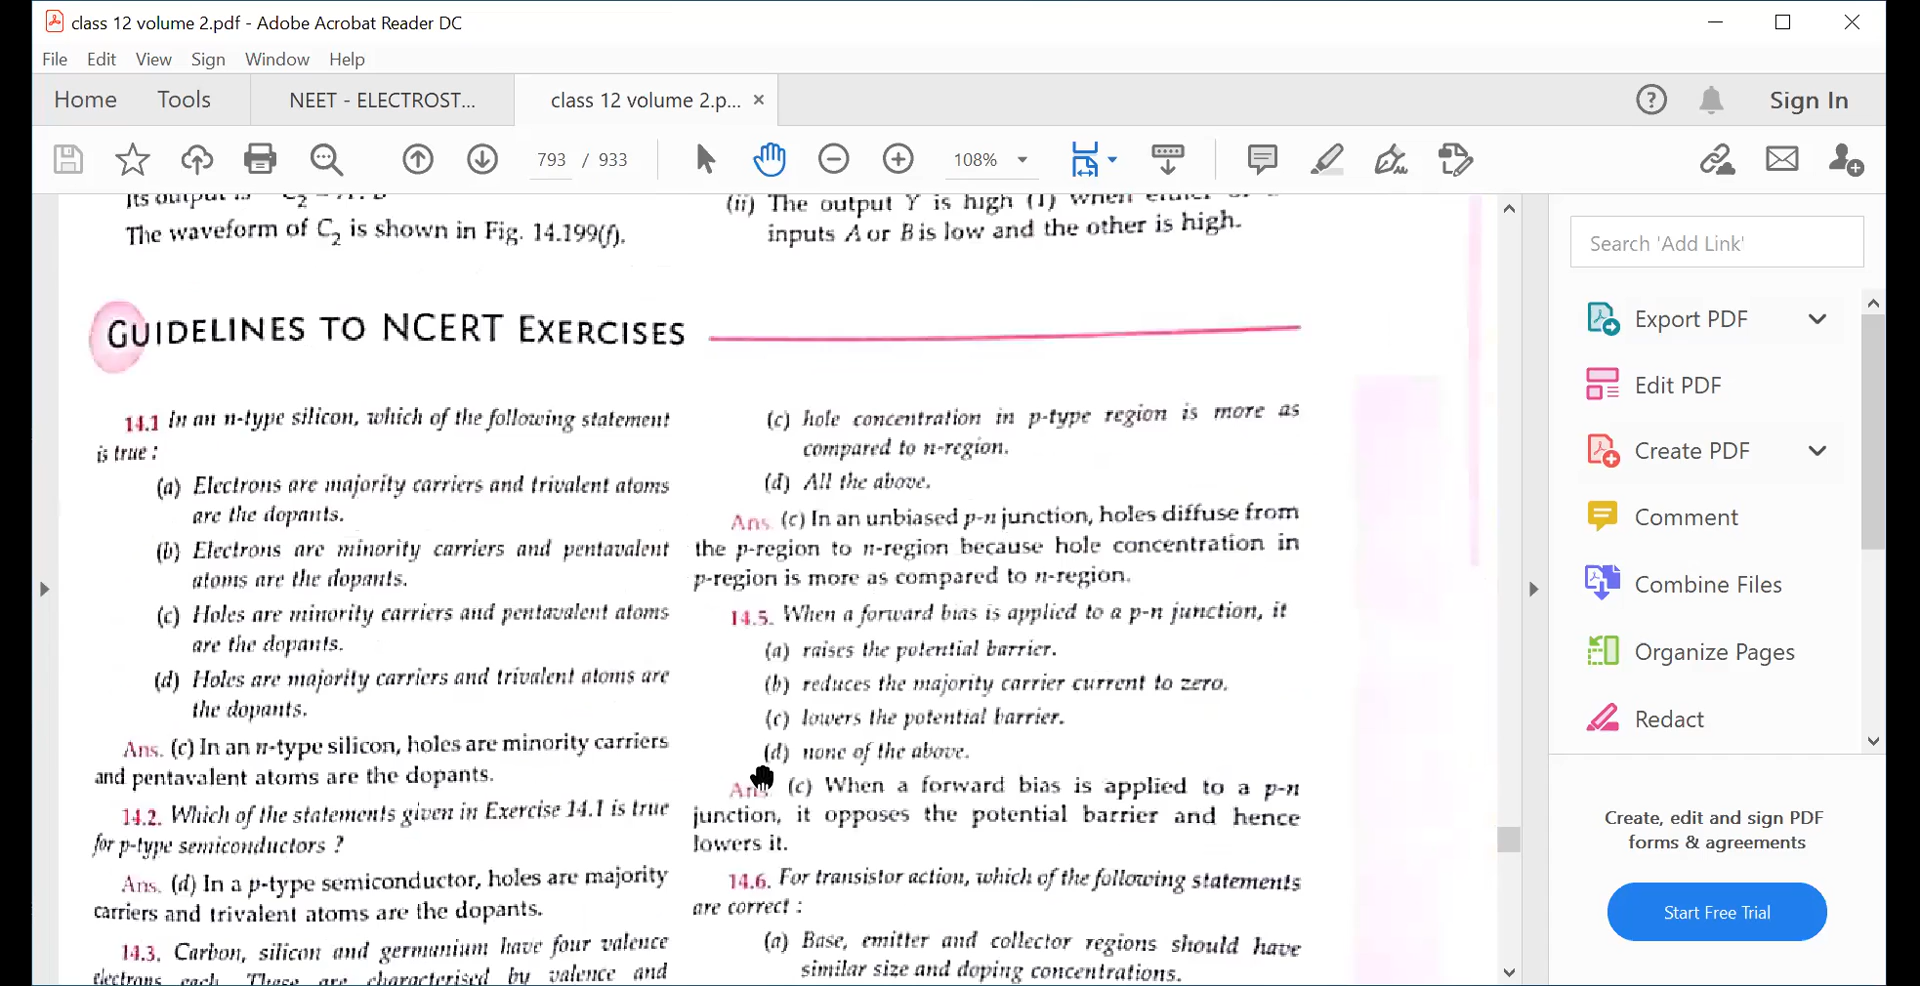 class 12 volume 2.pdf - Adobe Acrobat Reader DC
File Edit View Sign Window Help
Home Tools NEET - ELECTROST... class 12 volume 2.p... × Sign In
793 / 933 108%
Its output is C2 = A . B
The waveform of C2 is shown in Fig. 14.199(f).
(ii) The output Y is high (1) when either of
inputs A or B is low and the other is high.
GUIDELINES TO NCERT EXERCISES
14.1 In an n-type silicon, which of the following statement
is true :
(a) Electrons are majority carriers and trivalent atoms
are the dopants.
(b) Electrons are minority carriers and pentavalent
atoms are the dopants.
(c) Holes are minority carriers and pentavalent atoms
are the dopants.
(d) Holes are majority carriers and trivalent atoms are
the dopants.
Ans. (c) In an n-type silicon, holes are minority carriers
and pentavalent atoms are the dopants.
14.2. Which of the statements given in Exercise 14.1 is true
for p-type semiconductors ?
Ans. (d) In a p-type semiconductor, holes are majority
carriers and trivalent atoms are the dopants.
14.3. Carbon, silicon and germanium have four valence
electrons each. These are characterised by valence and
(c) hole concentration in p-type region is more as
compared to n-region.
(d) All the above.
Ans. (c) In an unbiased p-n junction, holes diffuse from
the p-region to n-region because hole concentration in
p-region is more as compared to n-region.
14.5. When a forward bias is applied to a p-n junction, it
(a) raises the potential barrier.
(b) reduces the majority carrier current to zero.
(c) lowers the potential barrier.
(d) none of the above.
Ans. (c) When a forward bias is applied to a p-n
junction, it opposes the potential barrier and hence
lowers it.
14.6. For transistor action, which of the following statements
are correct :
(a) Base, emitter and collector regions should have
similar size and doping concentrations.
Search 'Add Link'
Export PDF
Edit PDF
Create PDF
Comment
Combine Files
Organize Pages
Redact
Create, edit and sign PDF
forms & agreements
Start Free Trial